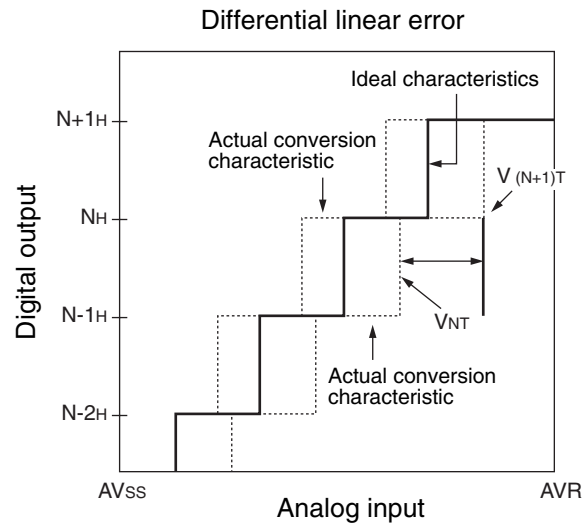 Differential linear error
Ideal characteristics
N+1H
Actual conversion
characteristic
V (N+1)T
NH
Digital output
N-1H
VNT
Actual conversion
characteristic
N-2H
AVSS
Analog input
AVR